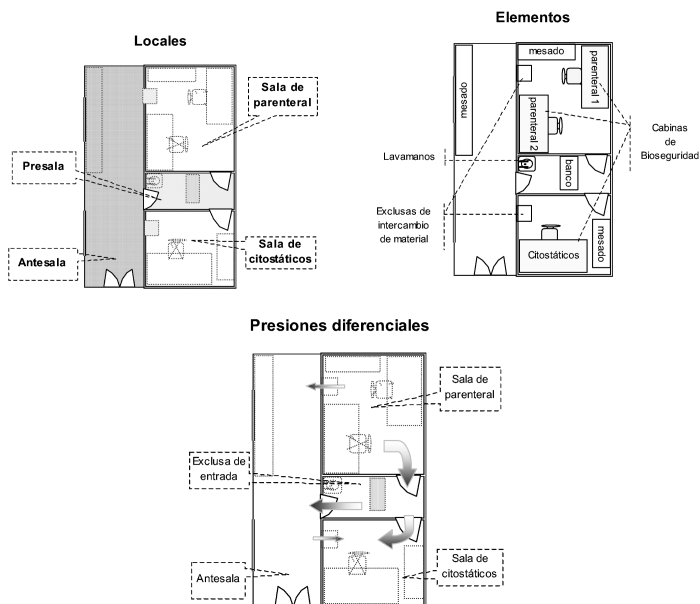 Locales
Sala de
parenteral
Presala
Antesala
Sala de
citostáticos
Elementos
mesado
parenteral 1
mesado
parenteral 2
Lavamanos
banco
Cabinas
de
Bioseguridad
Exclusas de
intercambio
de material
Citostáticos
mesado
Presiones diferenciales
Sala de
parenteral
Exclusa de
entrada
Antesala
Sala de
citostáticos